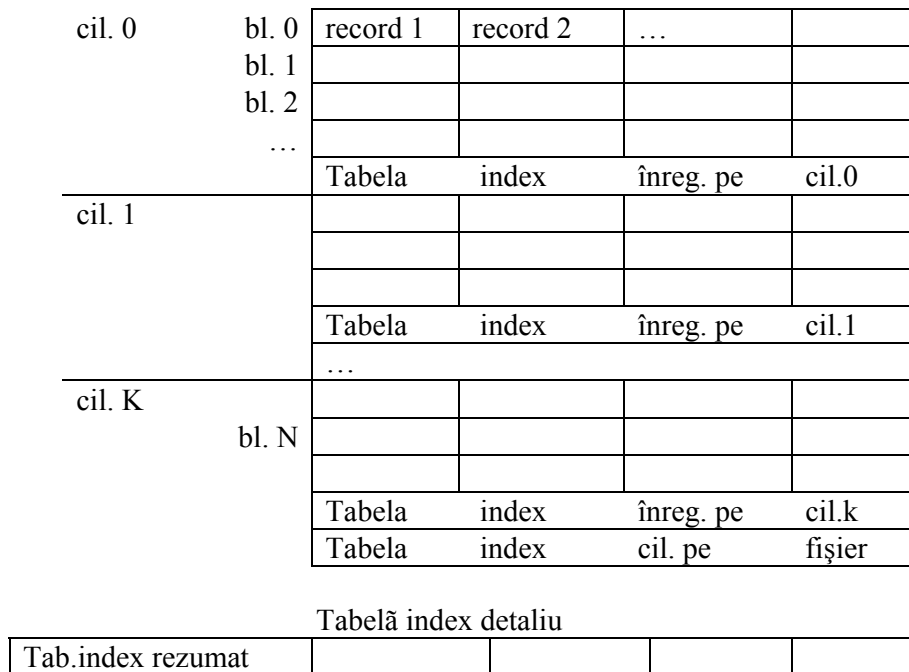 cil. 0 bl. 0 record 1 record 2 …
bl. 1
bl. 2
…
Tabela index înreg. pe cil.0
cil. 1
Tabela index înreg. pe cil.1
…
cil. K
bl. N
Tabela index înreg. pe cil.k
Tabela index cil. pe fişier
Tabelã index detaliu
Tab.index rezumat